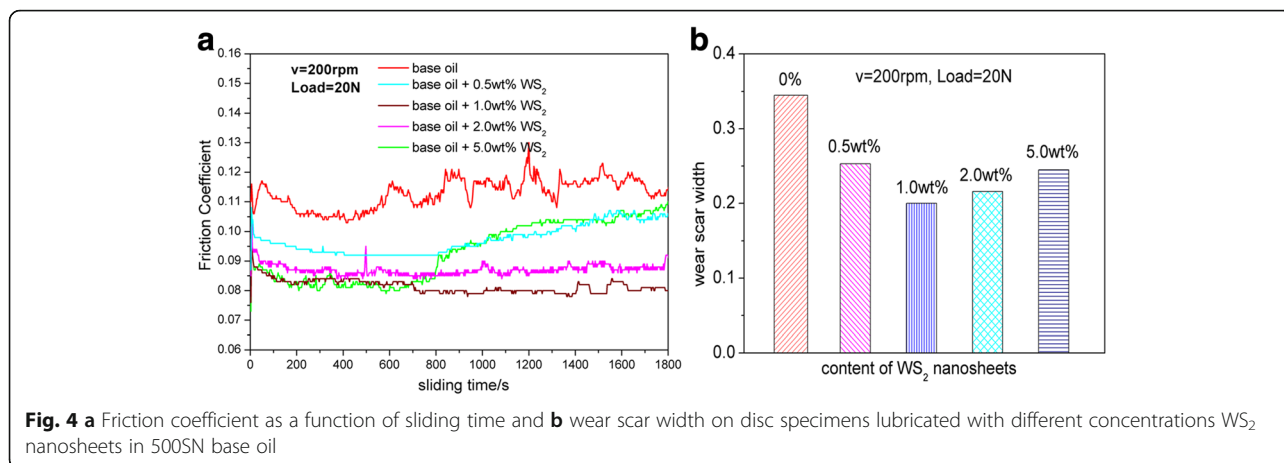 a
0.16
0.15
0.14
0.13
0.12
0.11
0.10
0.09
0.08
0.07
0.06
Friction Coefficient
v=200rpm
Load=20N
base oil
base oil + 0.5wt% WS₂
base oil + 1.0wt% WS₂
base oil + 2.0wt% WS₂
base oil + 5.0wt% WS₂
0 200 400 600 800 1000 1200 1400 1600 1800
sliding time/s
b
0.4
0.3
0.2
0.1
0.0
wear scar width
v=200rpm, Load=20N
0%
0.5wt%
1.0wt%
2.0wt%
5.0wt%
content of WS₂ nanosheets
Fig. 4 a Friction coefficient as a function of sliding time and b wear scar width on disc specimens lubricated with different concentrations WS₂
nanosheets in 500SN base oil